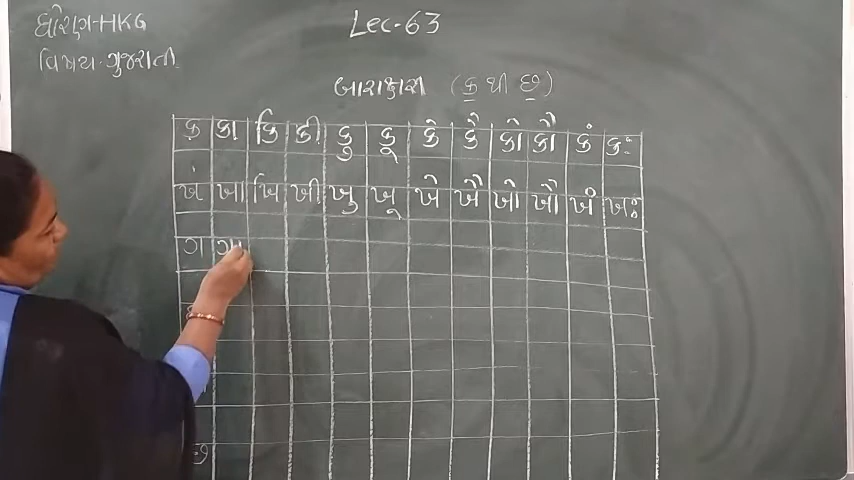 ધોરણ-HKG
Lec-63
વિષય-ગુજરાતી
બારાક્ષરી (ક થી છ)
ક કા કિ કી કુ કૂ કે કૈ કો કૌ કં કઃ
ખ ખા ખિ ખી ખુ ખૂ ખે ખૈ ખો ખૌ ખં ખઃ
ગ ગા
છ